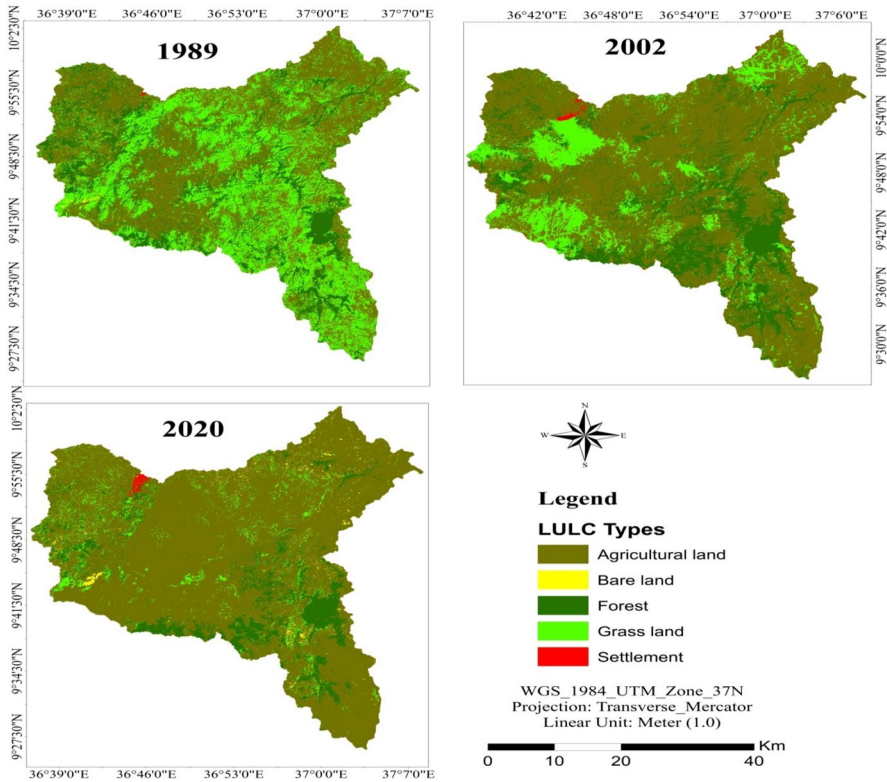 36°39'0"E 36°46'0"E 36°53'0"E 37°0'0"E 37°7'0"E
1989
10°2'30"N
9°55'30"N
9°48'30"N
9°41'30"N
9°34'30"N
9°27'30"N
36°42'0"E 36°48'0"E 36°54'0"E 37°0'0"E 37°6'0"E
2002
10°0'0"N
9°54'0"N
9°48'0"N
9°42'0"N
9°36'0"N
9°30'0"N
2020
10°2'30"N
9°55'30"N
9°48'30"N
9°41'30"N
9°34'30"N
9°27'30"N
36°39'0"E 36°46'0"E 36°53'0"E 37°0'0"E 37°7'0"E
N
W E
S
Legend
LULC Types
Agricultural land
Bare land
Forest
Grass land
Settlement
WGS_1984_UTM_Zone_37N
Projection: Transverse_Mercator
Linear Unit: Meter (1.0)
Km
0 10 20 40